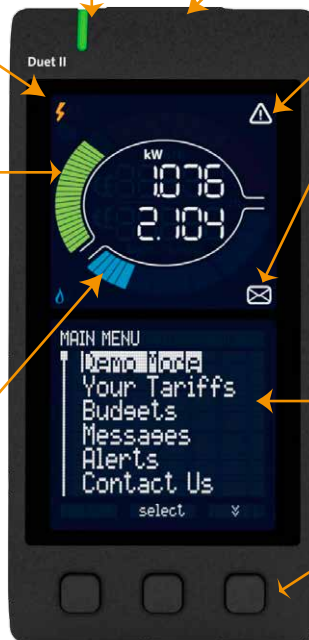 Duet II
kW
1.076
2.104
MAIN MENU
Demo Mode
Your Tariffs
Budgets
Messages
Alerts
Contact Us
select